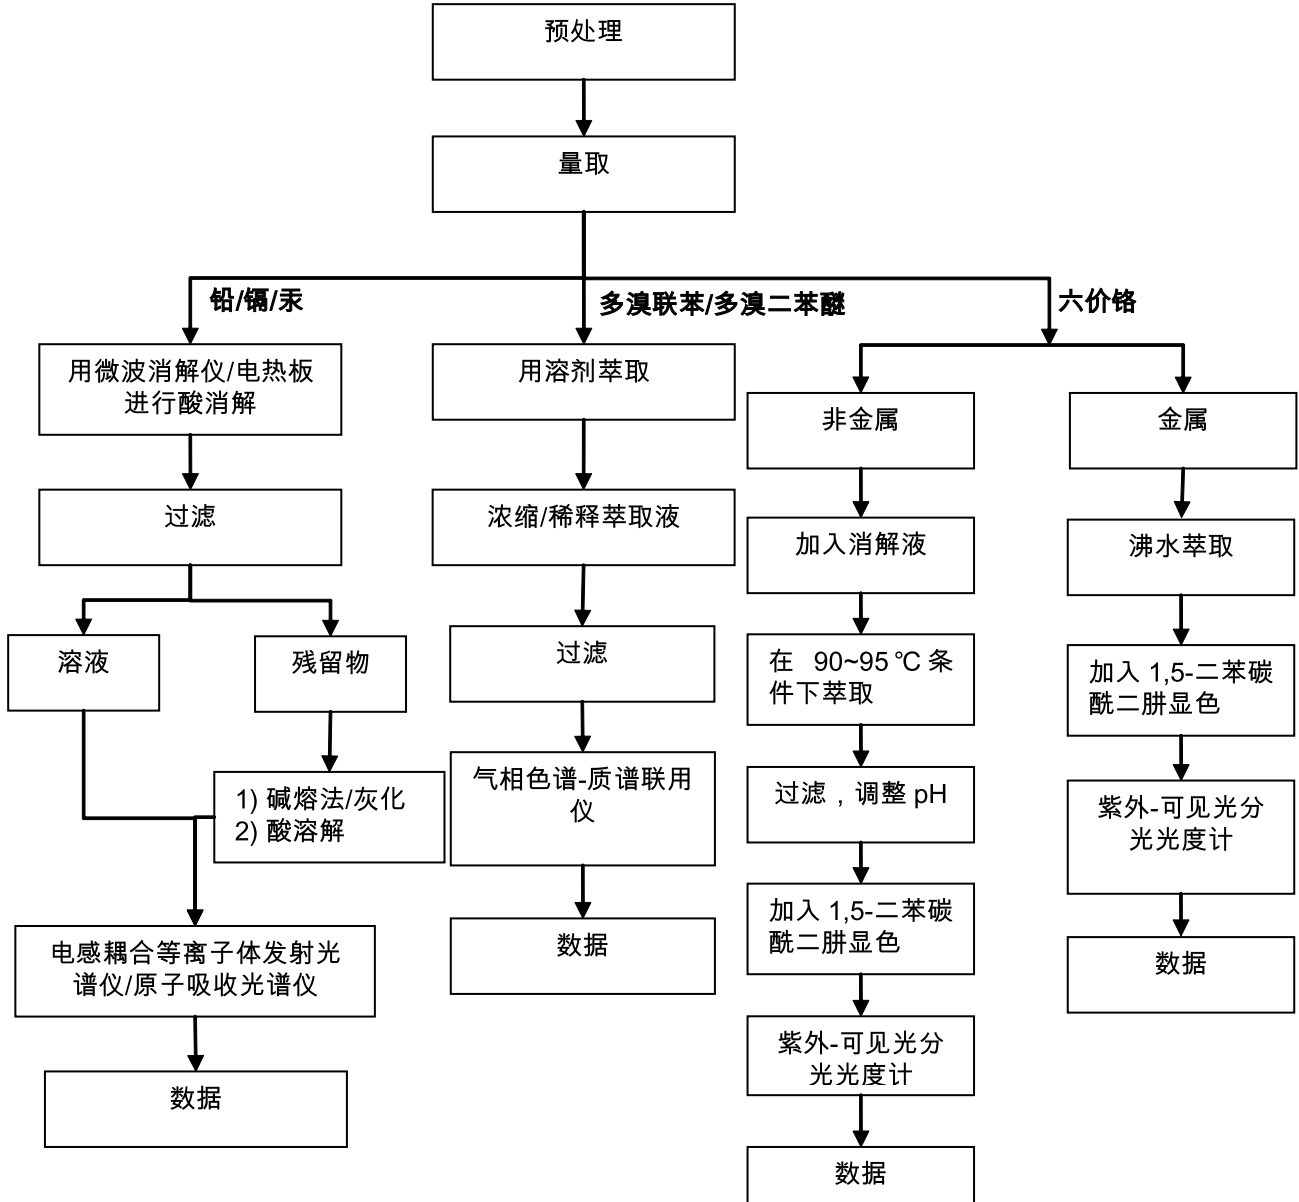 预处理
量取
铅/镉/汞
多溴联苯/多溴二苯醚
六价铬
用微波消解仪/电热板
进行酸消解
过滤
溶液
残留物
1) 碱熔法/灰化
2) 酸溶解
电感耦合等离子体发射光
谱仪/原子吸收光谱仪
数据
用溶剂萃取
浓缩/稀释萃取液
过滤
气相色谱-质谱联用
仪
数据
非金属
加入消解液
在 90~95 ℃ 条
件下萃取
过滤，调整 pH
加入 1,5-二苯碳
酰二肼显色
紫外-可见光分
光光度计
数据
金属
沸水萃取
加入 1,5-二苯碳
酰二肼显色
紫外-可见光分
光光度计
数据